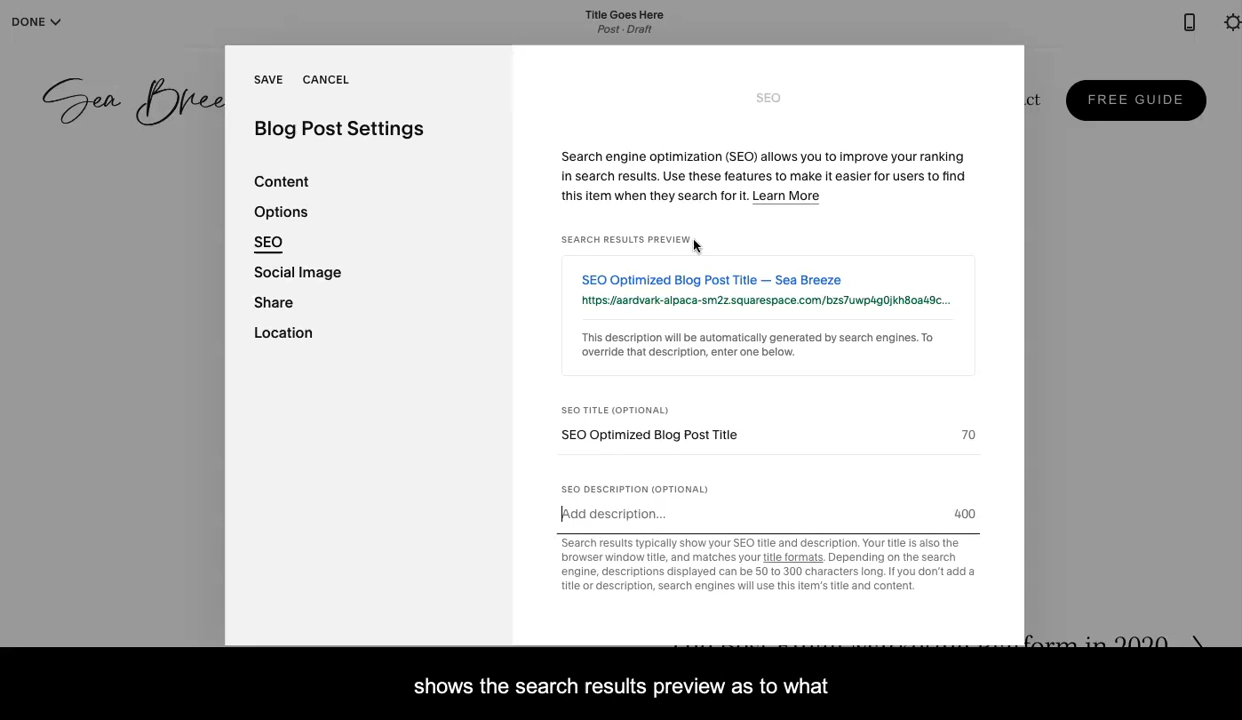 DONE
Title Goes Here
Post · Draft
Sea Bree
ct
FREE GUIDE
SAVE CANCEL
Blog Post Settings
Content
Options
SEO
Social Image
Share
Location
SEO
Search engine optimization (SEO) allows you to improve your ranking
in search results. Use these features to make it easier for users to find
this item when they search for it. Learn More
SEARCH RESULTS PREVIEW
SEO Optimized Blog Post Title — Sea Breeze
https://aardvark-alpaca-sm2z.squarespace.com/bzs7uwp4g0jkh8oa49c...
This description will be automatically generated by search engines. To
override that description, enter one below.
SEO TITLE (OPTIONAL)
SEO Optimized Blog Post Title 70
SEO DESCRIPTION (OPTIONAL)
Add description... 400
Search results typically show your SEO title and description. Your title is also the
browser window title, and matches your title formats. Depending on the search
engine, descriptions displayed can be 50 to 300 characters long. If you don't add a
title or description, search engines will use this item's title and content.
form in 2020
shows the search results preview as to what